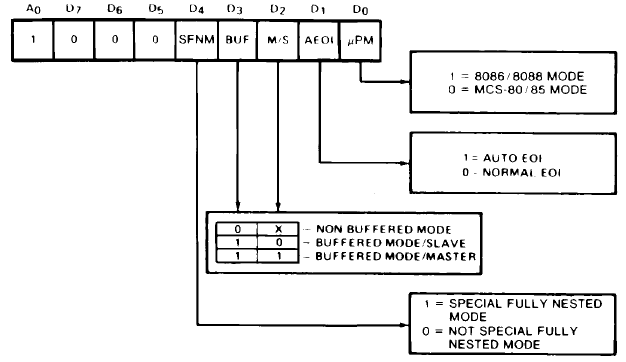 A0 D7 D6 D5 D4 D3 D2 D1 D0
1 0 0 0 SFNM BUF M/S AEOI µPM
1 = 8086/8088 MODE
0 = MCS-80/85 MODE
1 = AUTO EOI
0 - NORMAL EOI
0 X – NON BUFFERED MODE
1 0 – BUFFERED MODE/SLAVE
1 1 – BUFFERED MODE/MASTER
1 = SPECIAL FULLY NESTED
MODE
0 = NOT SPECIAL FULLY
NESTED MODE